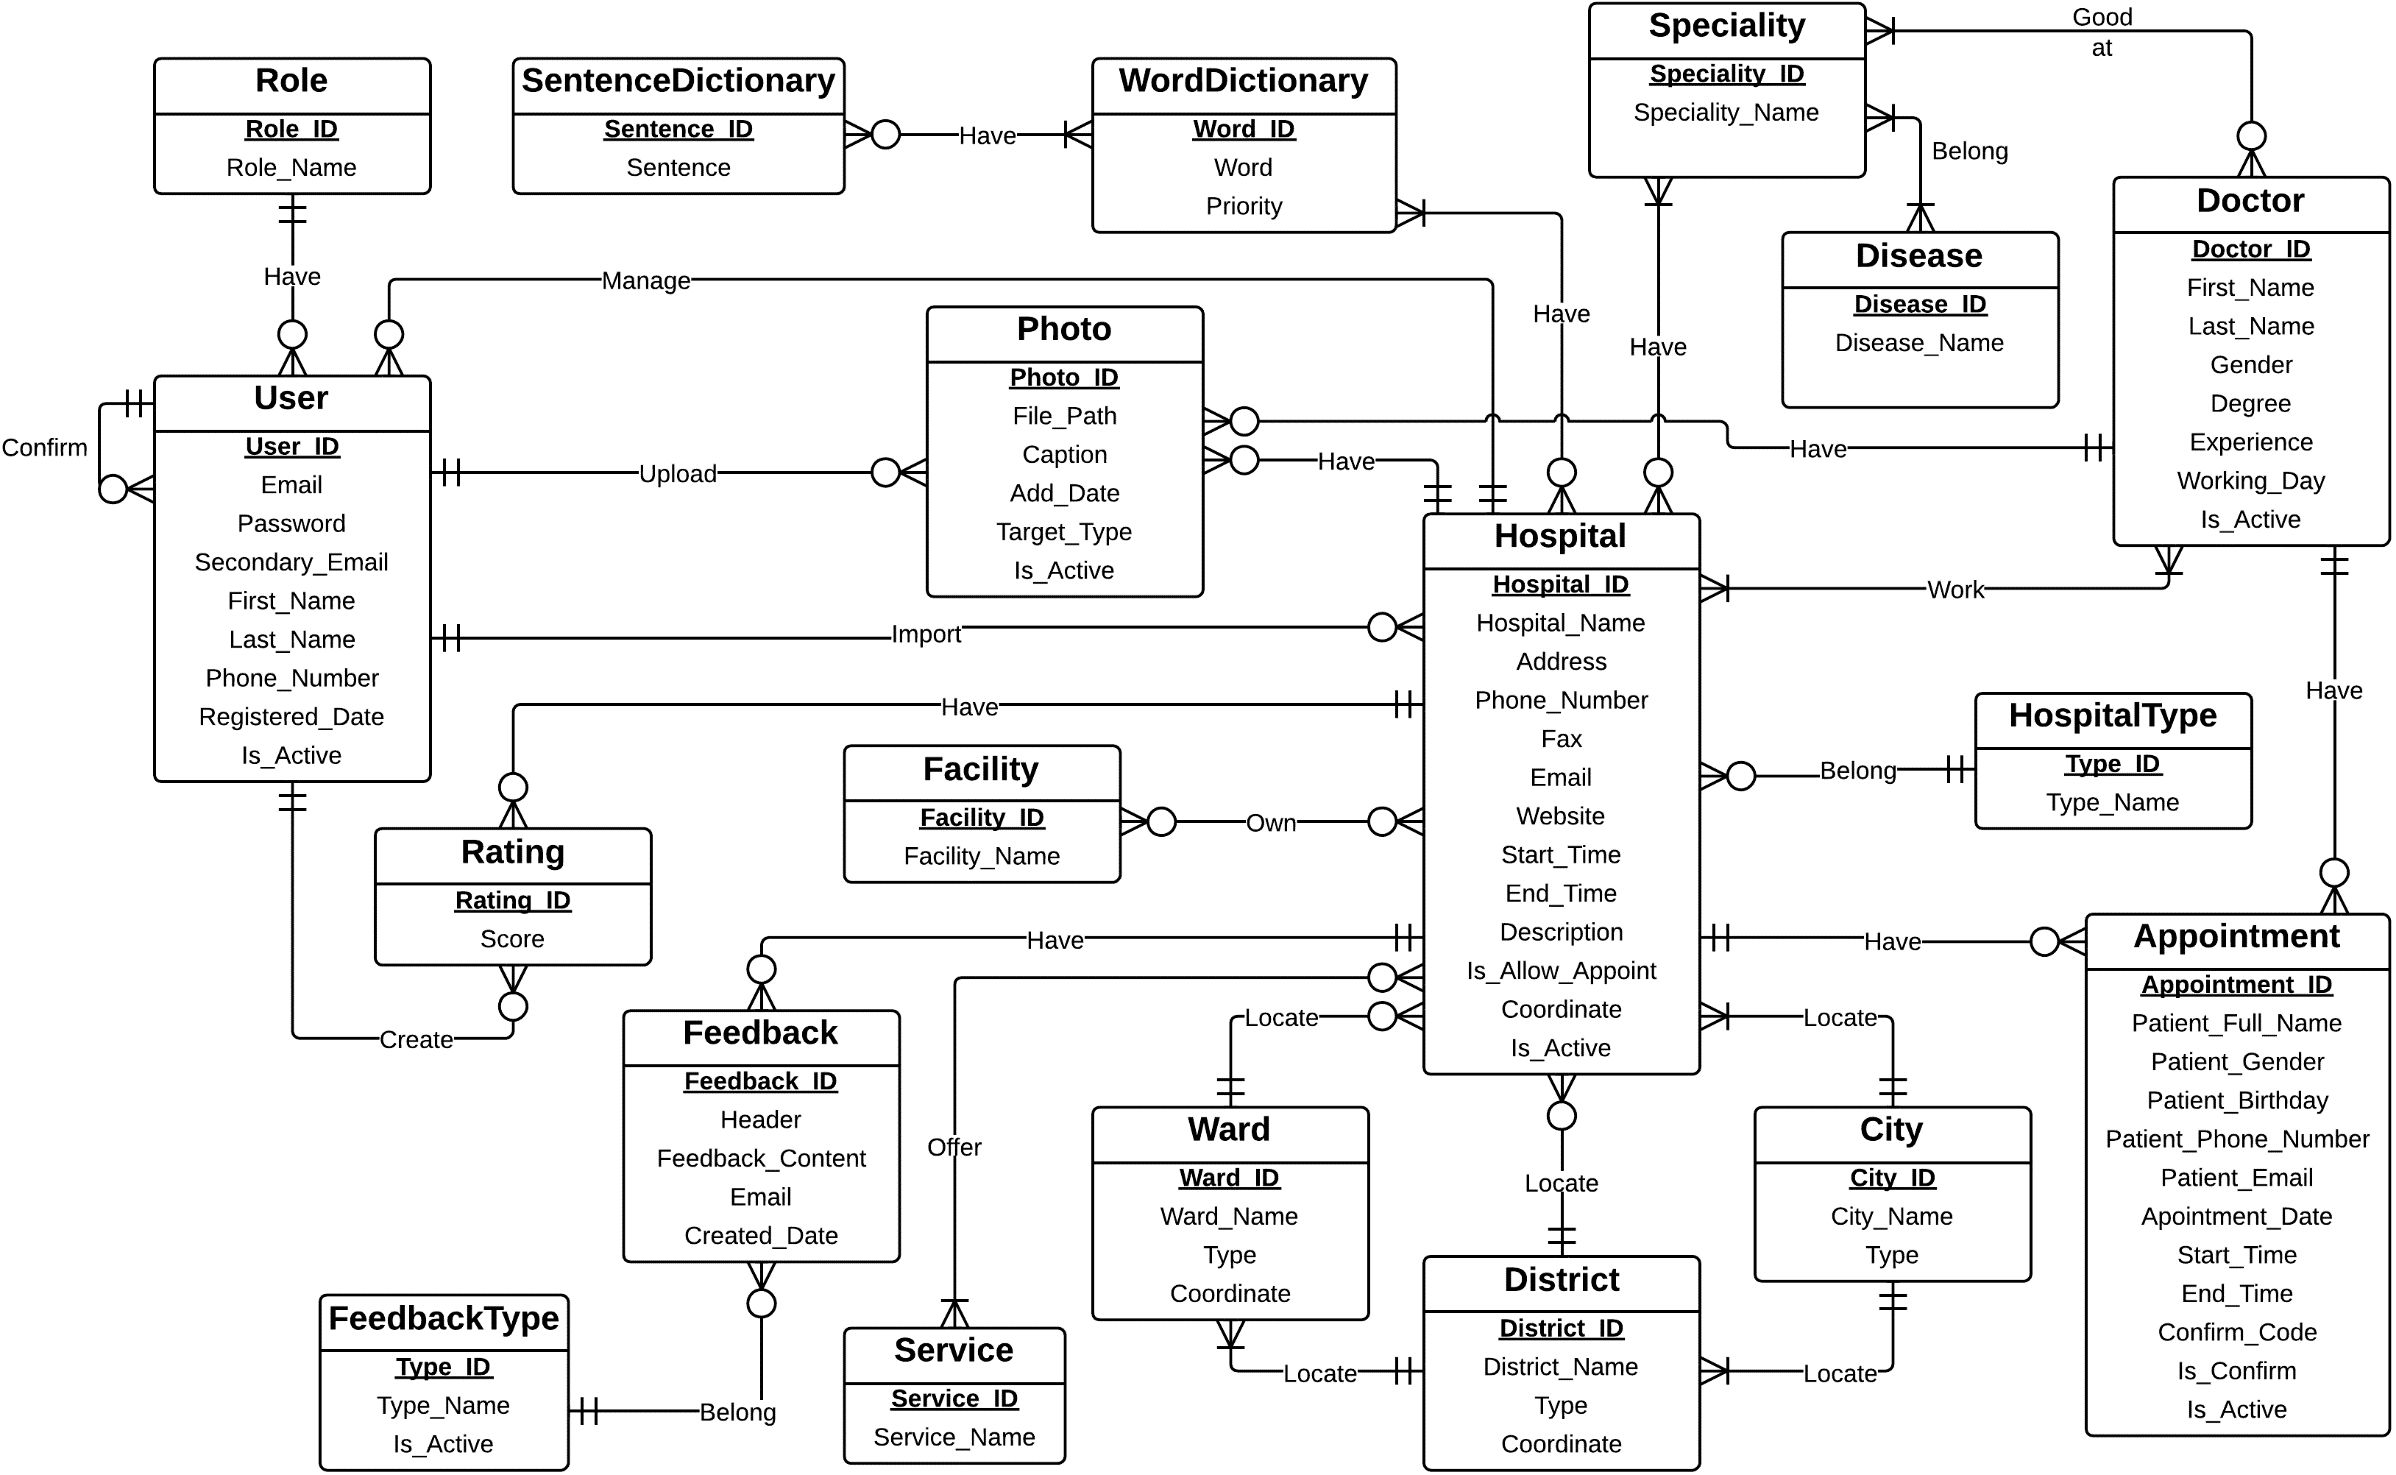 Role
Role_ID
Role_Name
SentenceDictionary
Sentence_ID
Sentence
Have
WordDictionary
Word_ID
Word
Priority
Speciality
Speciality_ID
Speciality_Name
Good
at
Belong
Disease
Disease_ID
Disease_Name
Doctor
Doctor_ID
First_Name
Last_Name
Gender
Degree
Experience
Working_Day
Is_Active
Have
Manage
Have
Have
Confirm
User
User_ID
Email
Password
Secondary_Email
First_Name
Last_Name
Phone_Number
Registered_Date
Is_Active
Upload
Photo
Photo_ID
File_Path
Caption
Add_Date
Target_Type
Is_Active
Have
Have
Import
Hospital
Hospital_ID
Hospital_Name
Address
Phone_Number
Fax
Email
Website
Start_Time
End_Time
Description
Is_Allow_Appoint
Coordinate
Is_Active
Work
Have
Have
HospitalType
Type_ID
Type_Name
Belong
Facility
Facility_ID
Facility_Name
Own
Rating
Rating_ID
Score
Create
Have
Have
Appointment
Appointment_ID
Patient_Full_Name
Patient_Gender
Patient_Birthday
Patient_Phone_Number
Patient_Email
Apointment_Date
Start_Time
End_Time
Confirm_Code
Is_Confirm
Is_Active
Feedback
Feedback_ID
Header
Feedback_Content
Email
Created_Date
Offer
Locate
Locate
Ward
Ward_ID
Ward_Name
Type
Coordinate
Locate
City
City_ID
City_Name
Type
District
District_ID
District_Name
Type
Coordinate
Locate
Locate
FeedbackType
Type_ID
Type_Name
Is_Active
Belong
Service
Service_ID
Service_Name